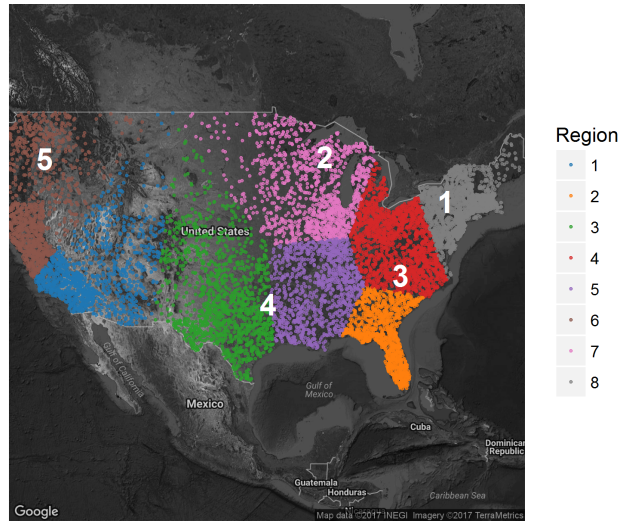 5
2
1
United States
3
4
Gulf of California
Gulf of
Mexico
Mexico
Cuba
Dominican
Republic
Guatemala
Honduras
Caribbean Sea
Google
Map data ©2017 INEGI Imagery ©2017 TerraMetrics
Region
1
2
3
4
5
6
7
8